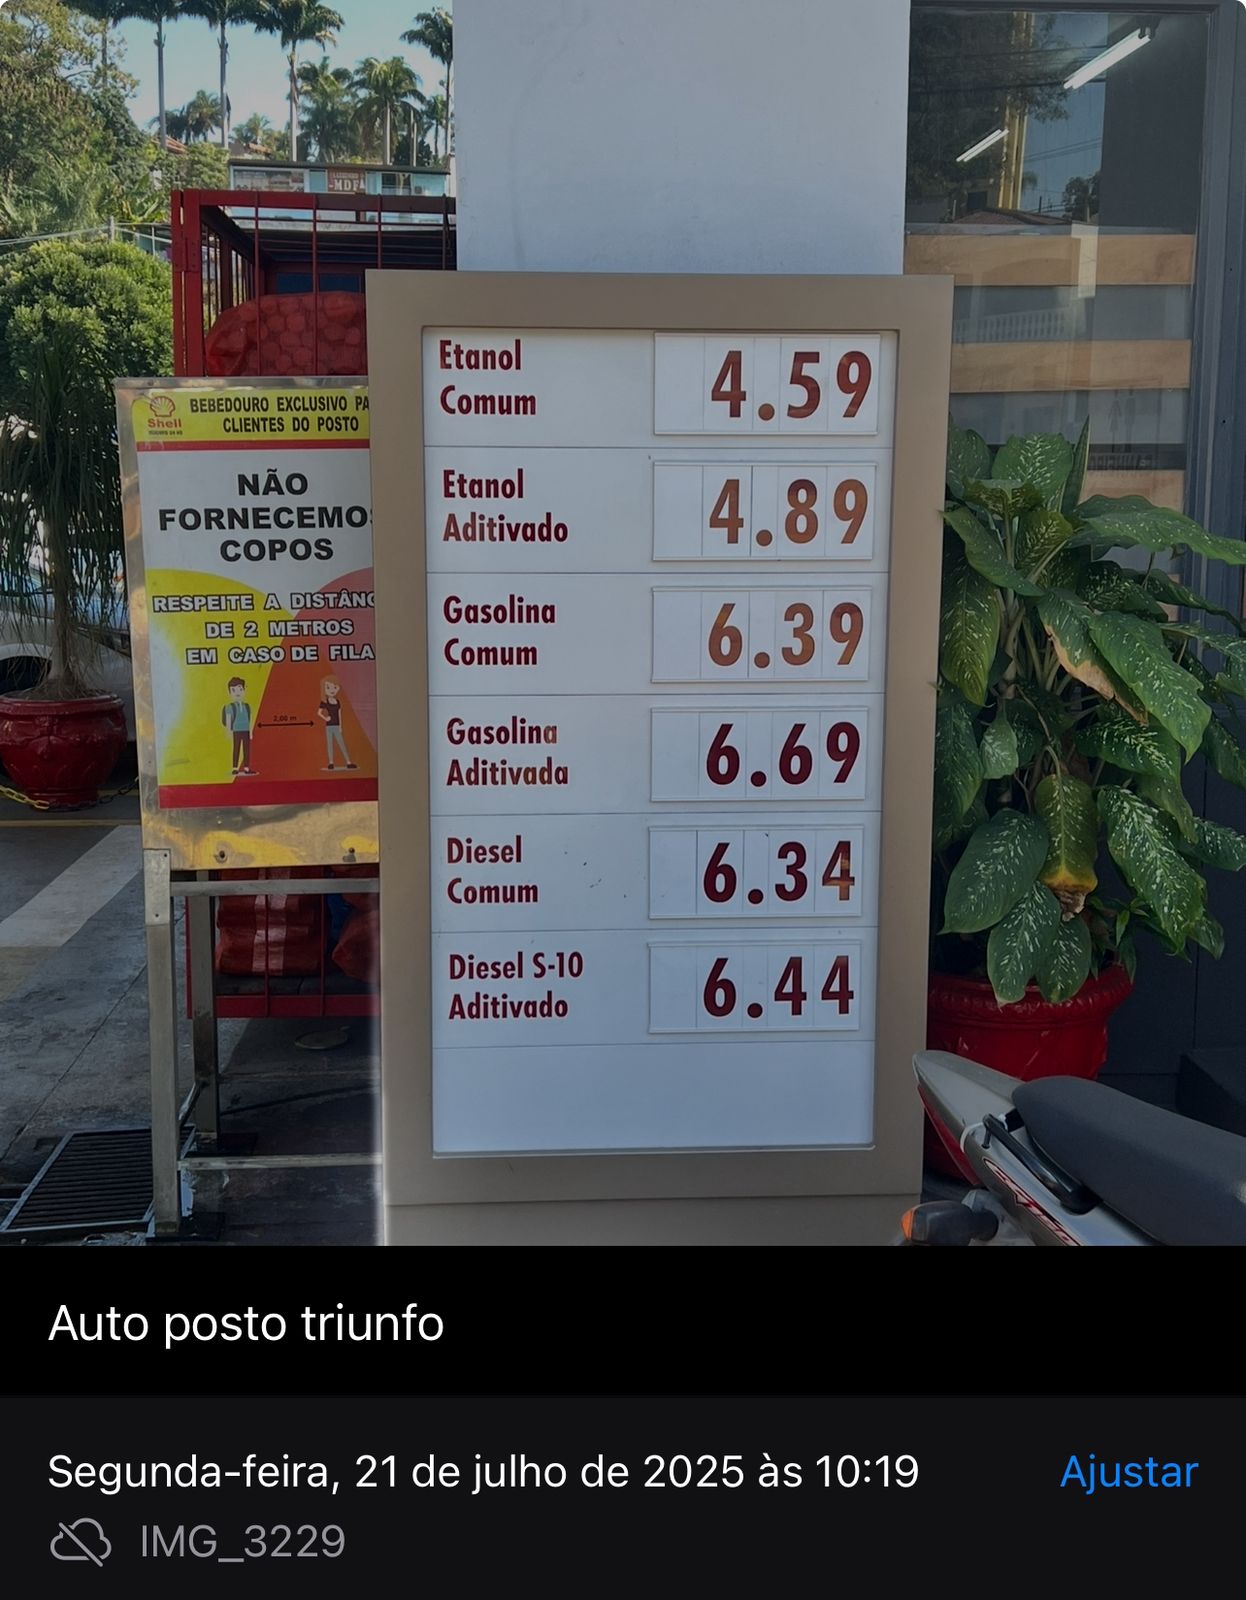 -MDF
Shell
BEBEDOURO EXCLUSIVO PA
CLIENTES DO POSTO
NÃO
FORNECEMOS
COPOS
RESPEITE A DISTÂNC
DE 2 METROS
EM CASO DE FILA
2,00 m
Etanol
Comum
4.59
Etanol
Aditivado
4.89
Gasolina
Comum
6.39
Gasolina
Aditivada
6.69
Diesel
Comum
6.34
Diesel S-10
Aditivado
6.44
Auto posto triunfo
Segunda-feira, 21 de julho de 2025 às 10:19
Ajustar
IMG_3229